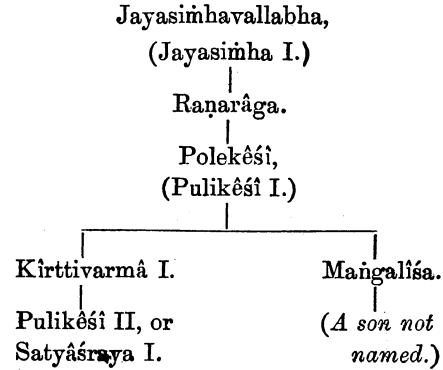 Jayasiṁhavallabha,
(Jayasiṁha I.)
Raṇarâga.
Polekêśî,
(Pulikêśî I.)
Kîrttivarmâ I.
Maṅgalîśa.
Pulikêśî II, or
Satyâśraya I.
(A son not
named.)